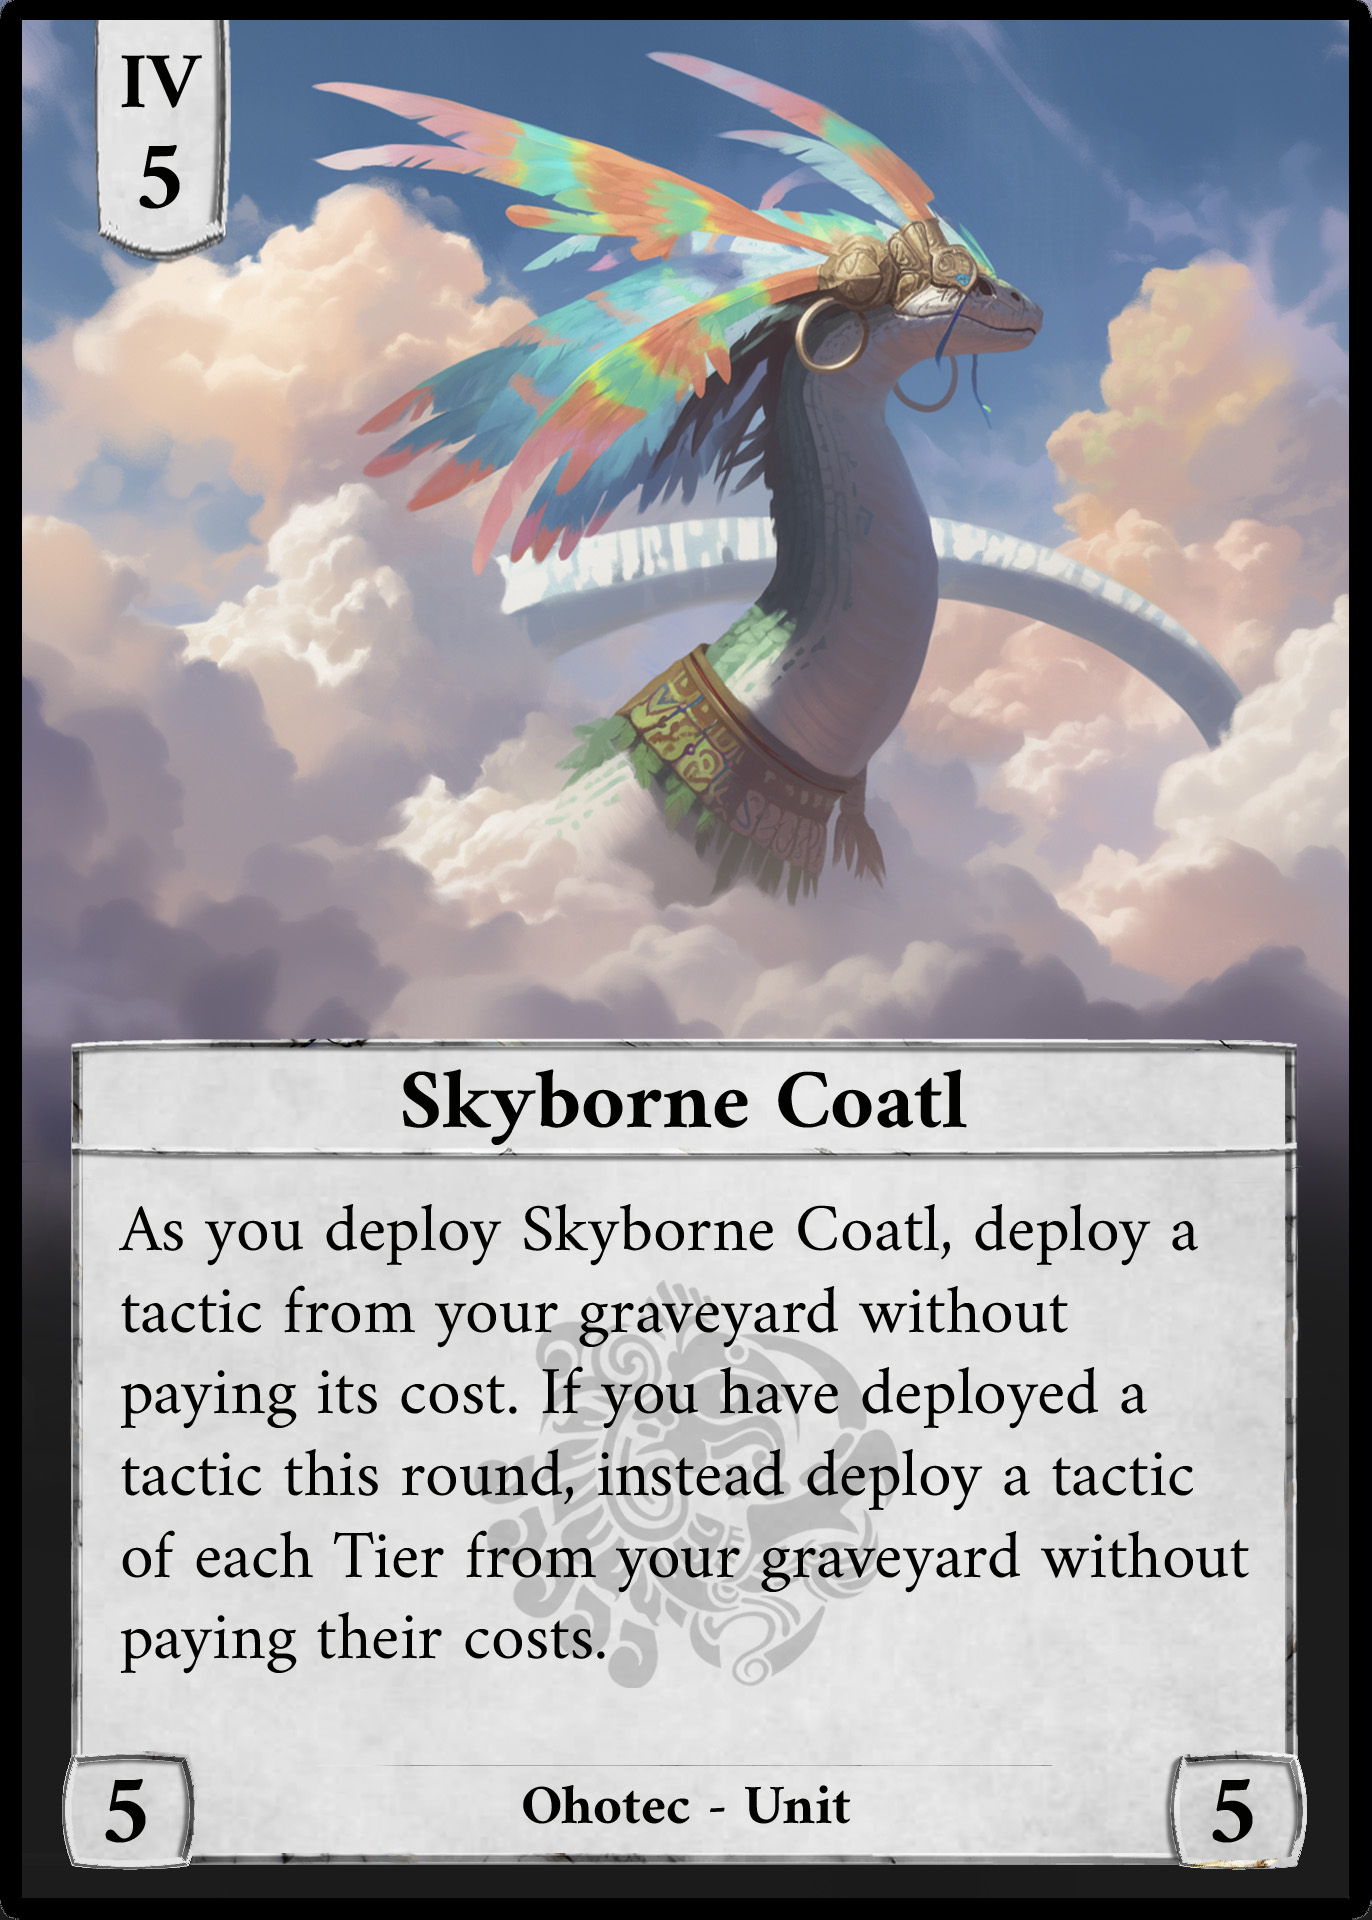 IV
5
Skyborne Coatl
As you deploy Skyborne Coatl, deploy a
tactic from your graveyard without
paying its cost. If you have deployed a
tactic this round, instead deploy a tactic
of each Tier from your graveyard without
paying their costs.
5
Ohotec - Unit
5